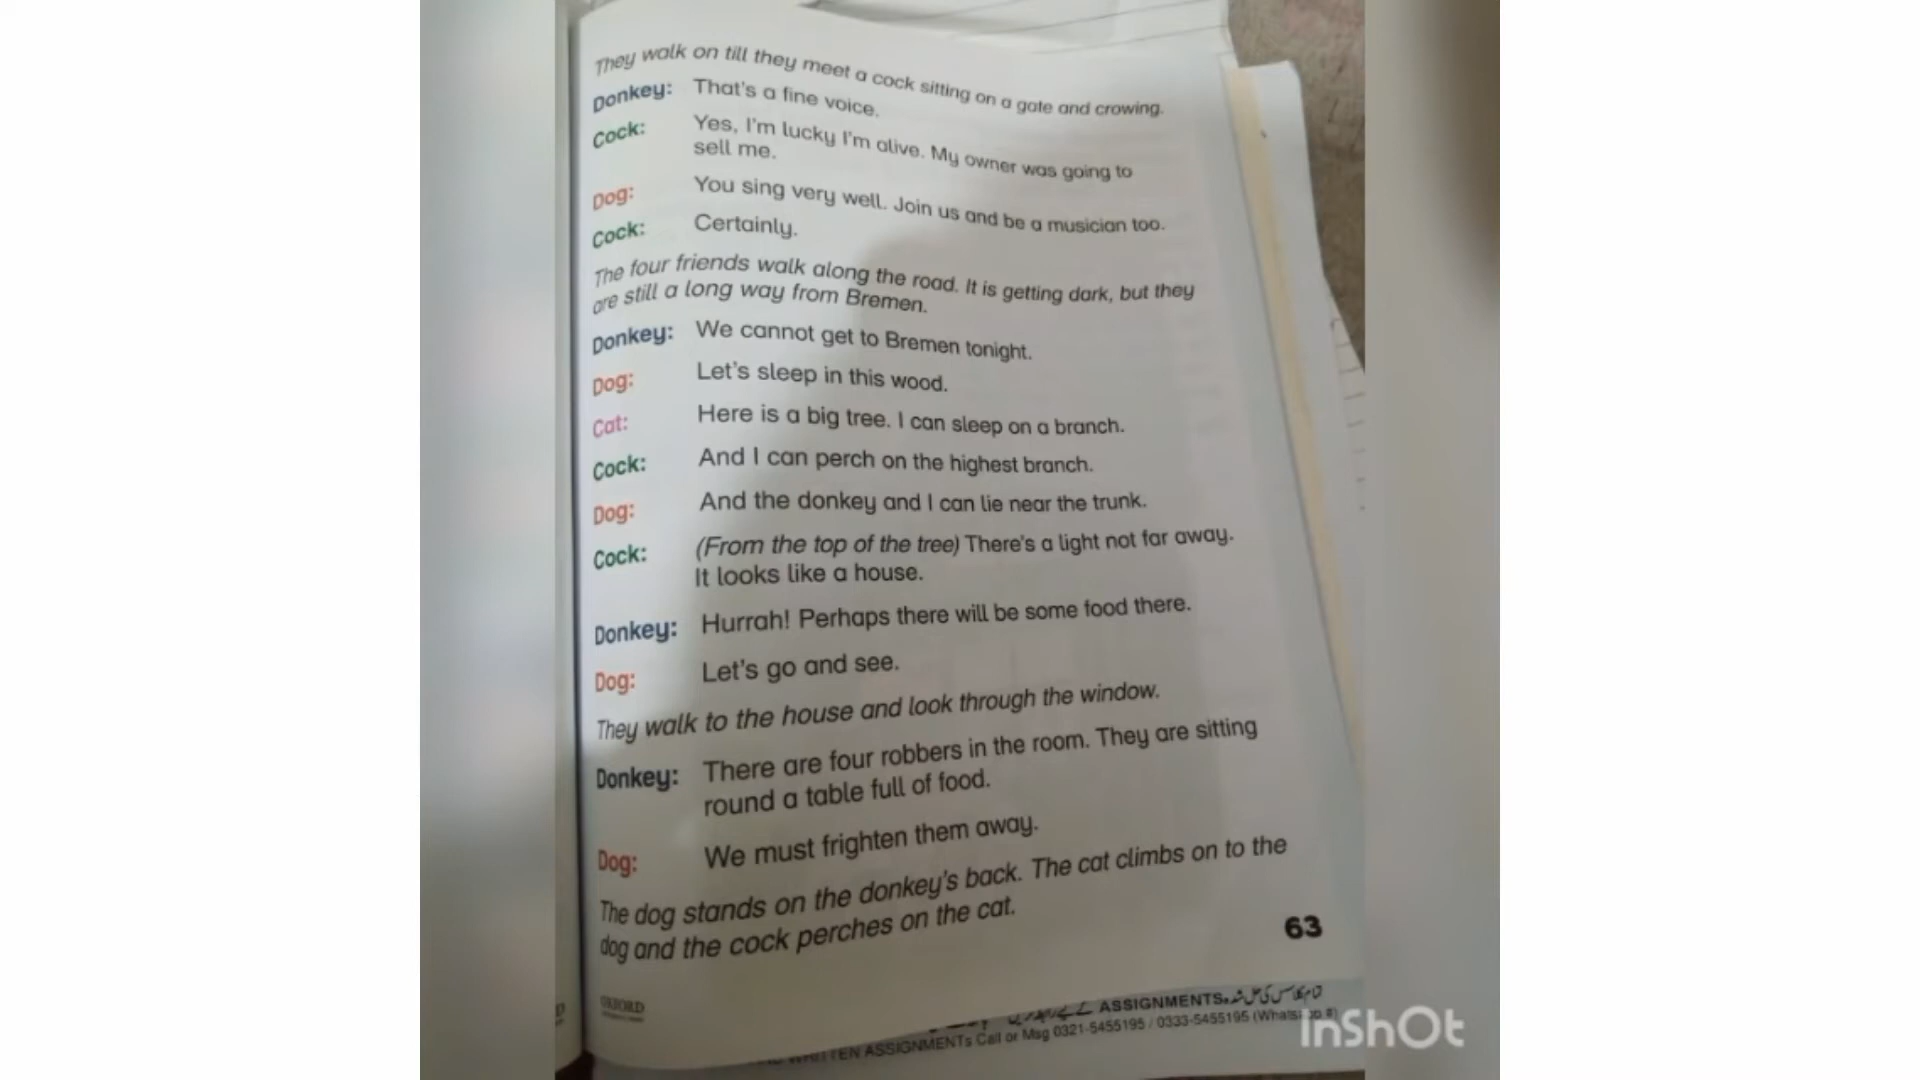 They walk on till they meet a cock sitting on a gate and crowing.
Donkey: That's a fine voice.
Cock: Yes, I'm lucky I'm alive. My owner was going to
sell me.
Dog: You sing very well. Join us and be a musician too.
Cock: Certainly.
The four friends walk along the road. It is getting dark, but they
are still a long way from Bremen.
Donkey: We cannot get to Bremen tonight.
Dog: Let's sleep in this wood.
Cat: Here is a big tree. I can sleep on a branch.
Cock: And I can perch on the highest branch.
Dog: And the donkey and I can lie near the trunk.
Cock: (From the top of the tree) There's a light not far away.
It looks like a house.
Donkey: Hurrah! Perhaps there will be some food there.
Dog: Let's go and see.
They walk to the house and look through the window.
Donkey: There are four robbers in the room. They are sitting
round a table full of food.
Dog: We must frighten them away.
The dog stands on the donkey's back. The cat climbs on to the
dog and the cock perches on the cat.
63
OXFORD
ASSIGNMENTS
WRITTEN ASSIGNMENTs Call or Msg 0321-5455195 / 0333-5455195
InShOt